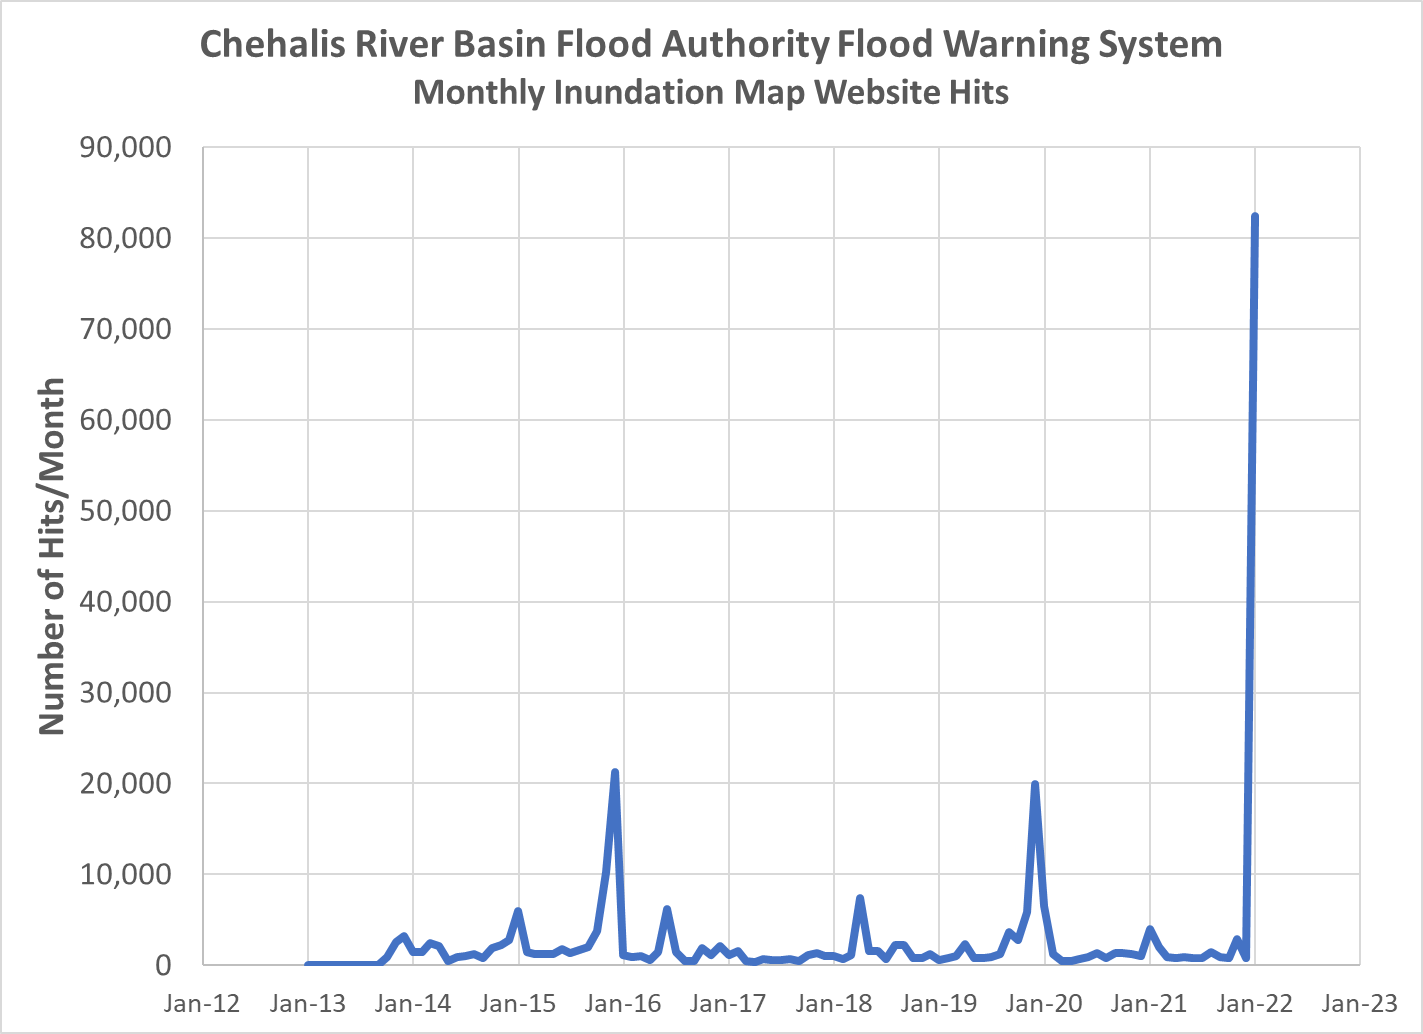 Chehalis River Basin Flood Authority Flood Warning System
Monthly Inundation Map Website Hits
Number of Hits/Month
90,000
80,000
70,000
60,000
50,000
40,000
30,000
20,000
10,000
0
Jan-12 Jan-13 Jan-14 Jan-15 Jan-16 Jan-17 Jan-18 Jan-19 Jan-20 Jan-21 Jan-22 Jan-23